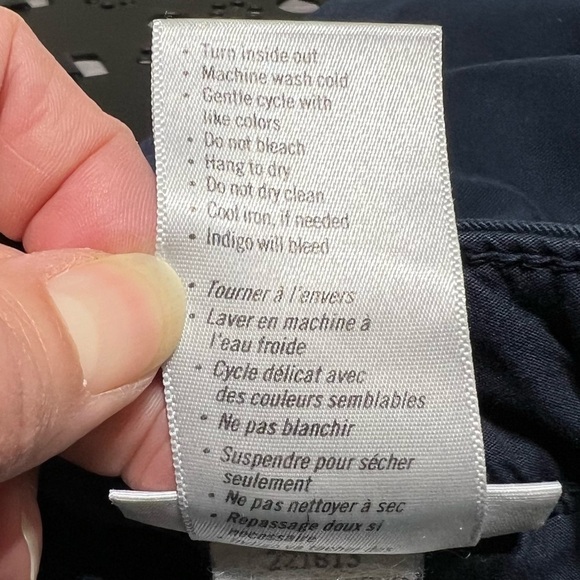 • Turn inside out
• Machine wash cold
• Gentle cycle with
like colors
• Do not bleach
• Hang to dry
• Do not dry clean
• Cool iron, if needed
• Indigo will bleed
• Tourner à l'envers
• Laver en machine à
l'eau froide
• Cycle délicat avec
des couleurs semblables
• Ne pas blanchir
• Suspendre pour sécher
seulement
• Ne pas nettoyer à sec
• Repassage doux si
nécessaire